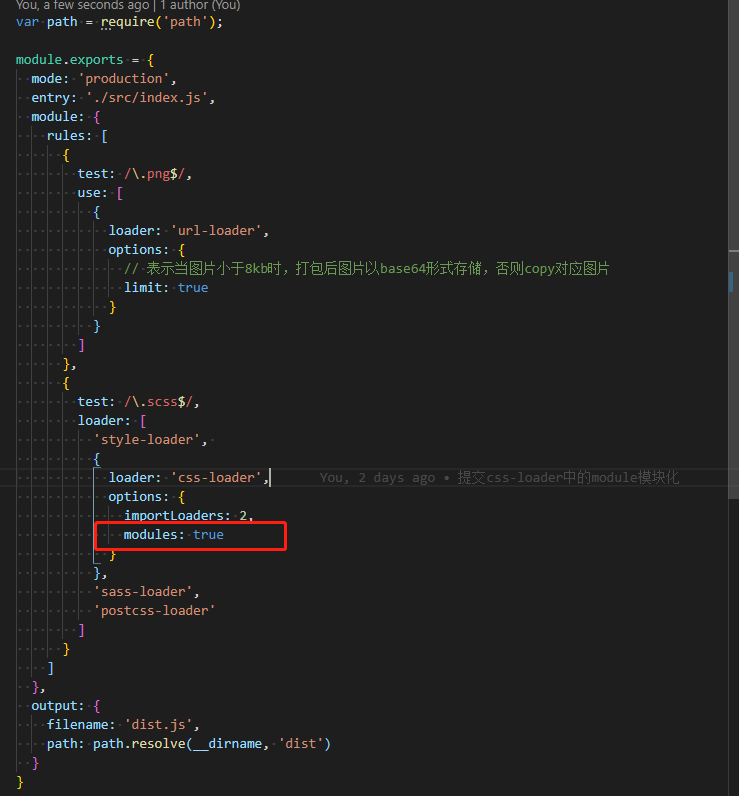 You, a few seconds ago | 1 author (You)
var path = require('path');
module.exports = {
mode: 'production',
entry: './src/index.js',
module: {
rules: [
{
test: /\.png$/,
use: [
{
loader: 'url-loader',
options: {
// 表示当图片小于8kb时，打包后图片以base64形式存储，否则copy对应图片
limit: true
}
}
]
},
{
test: /\.scss$/,
loader: [
'style-loader',
{
loader: 'css-loader', You, 2 days ago • 提交css-loader中的module模块化
options: {
importLoaders: 2,
modules: true
}
},
'sass-loader',
'postcss-loader'
]
}
]
},
output: {
filename: 'dist.js',
path: path.resolve(__dirname, 'dist')
}
}